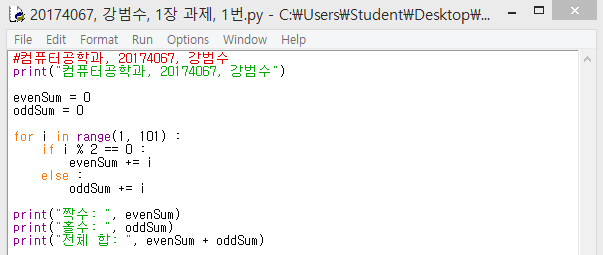 20174067, 강범수, 1장 과제, 1번.py - C:₩Users₩Student₩Desktop₩...
File Edit Format Run Options Window Help
#컴퓨터공학과, 20174067, 강범수
print("컴퓨터공학과, 20174067, 강범수")
evenSum = 0
oddSum = 0
for i in range(1, 101) :
    if i % 2 == 0 :
        evenSum += i
    else :
        oddSum += i
print("짝수: ", evenSum)
print("홀수: ", oddSum)
print("전체 합: ", evenSum + oddSum)